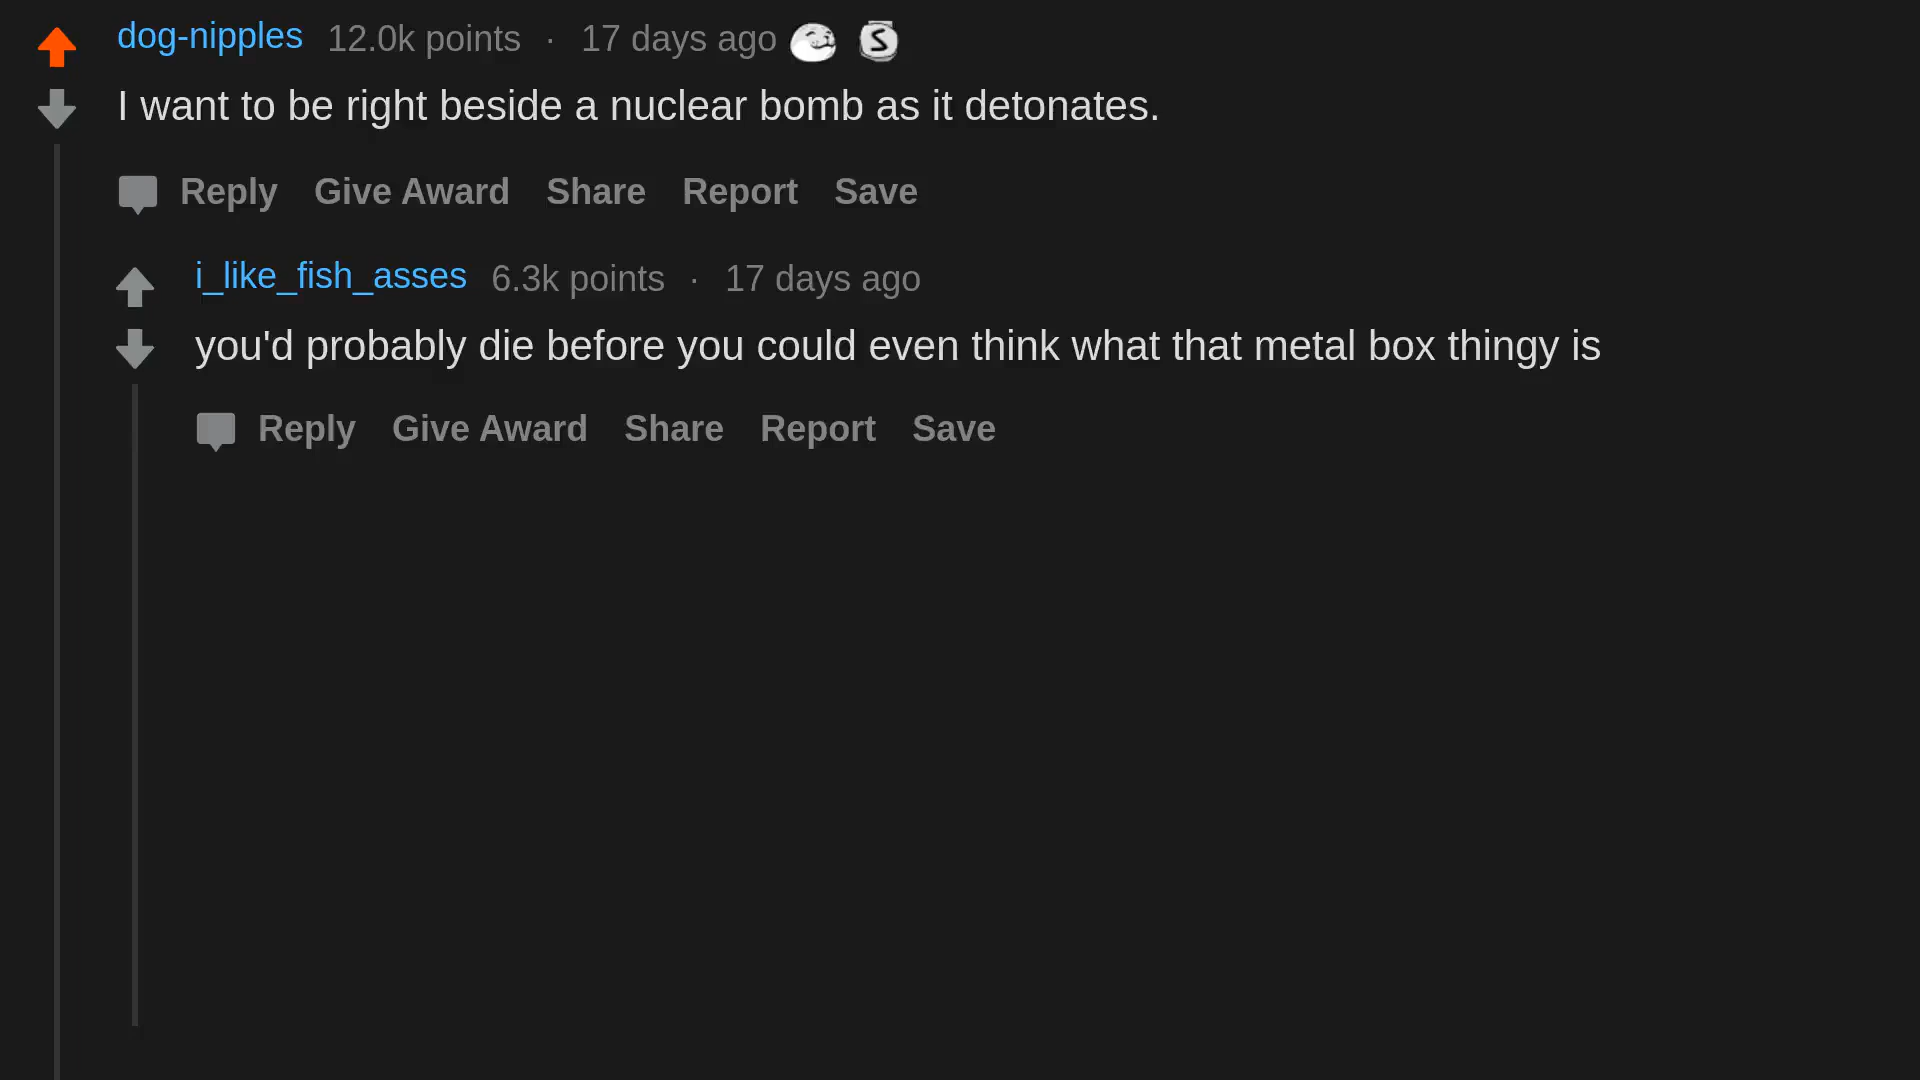 dog-nipples 12.0k points · 17 days ago S
I want to be right beside a nuclear bomb as it detonates.
Reply Give Award Share Report Save
i_like_fish_asses 6.3k points · 17 days ago
you'd probably die before you could even think what that metal box thingy is
Reply Give Award Share Report Save